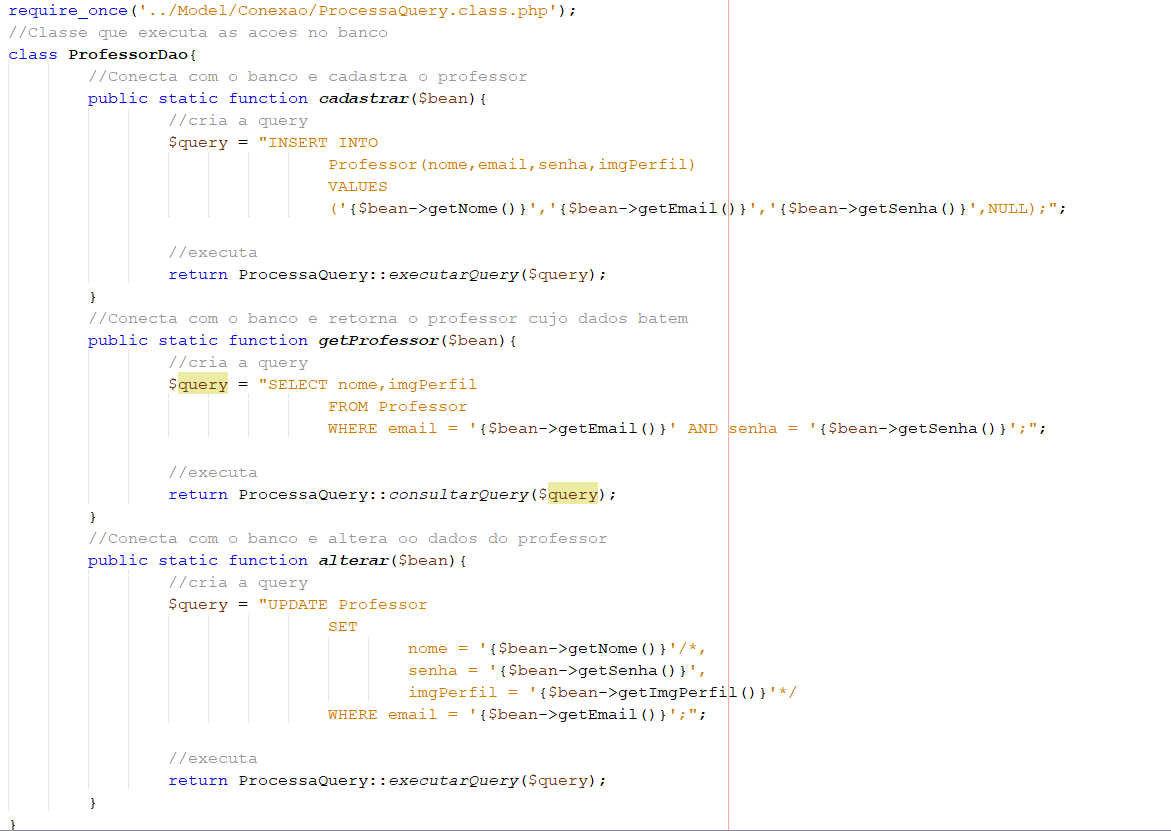 require_once('../Model/Conexao/ProcessaQuery.class.php');
//Classe que executa as acoes no banco
class ProfessorDao{
//Conecta com o banco e cadastra o professor
public static function cadastrar($bean){
//cria a query
$query = "INSERT INTO
Professor(nome,email,senha,imgPerfil)
VALUES
('{$bean->getNome()}','{$bean->getEmail()}','{$bean->getSenha()}',NULL);";
//executa
return ProcessaQuery::executarQuery($query);
}
//Conecta com o banco e retorna o professor cujo dados batem
public static function getProfessor($bean){
//cria a query
$query = "SELECT nome,imgPerfil
FROM Professor
WHERE email = '{$bean->getEmail()}' AND senha = '{$bean->getSenha()}';";
//executa
return ProcessaQuery::consultarQuery($query);
}
//Conecta com o banco e altera oo dados do professor
public static function alterar($bean){
//cria a query
$query = "UPDATE Professor
SET
nome = '{$bean->getNome()}'/*,
senha = '{$bean->getSenha()}',
imgPerfil = '{$bean->getImgPerfil()}'*/
WHERE email = '{$bean->getEmail()}';";
//executa
return ProcessaQuery::executarQuery($query);
}
}